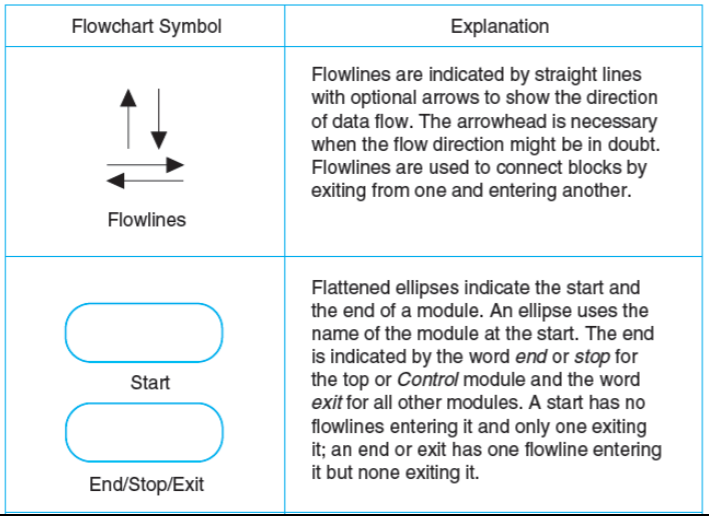 Flowchart Symbol
Explanation
Flowlines
Flowlines are indicated by straight lines
with optional arrows to show the direction
of data flow. The arrowhead is necessary
when the flow direction might be in doubt.
Flowlines are used to connect blocks by
exiting from one and entering another.
Start
End/Stop/Exit
Flattened ellipses indicate the start and
the end of a module. An ellipse uses the
name of the module at the start. The end
is indicated by the word end or stop for
the top or Control module and the word
exit for all other modules. A start has no
flowlines entering it and only one exiting
it; an end or exit has one flowline entering
it but none exiting it.